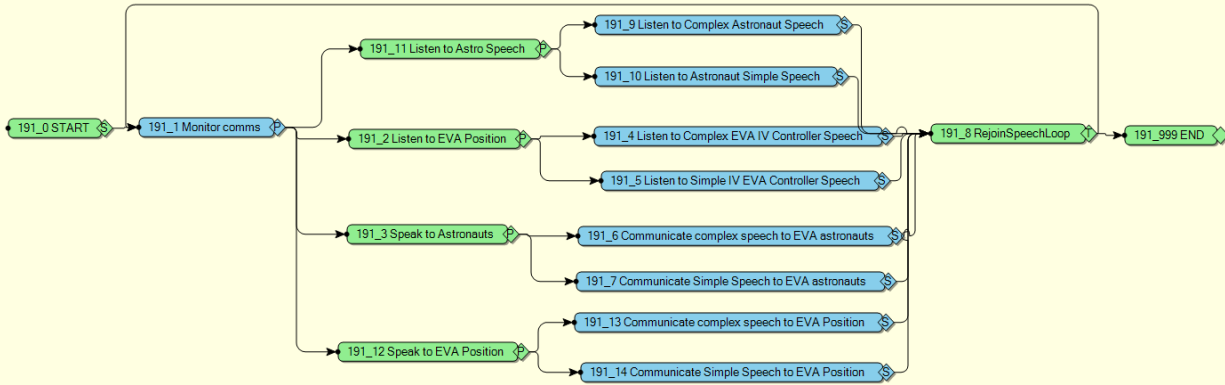 191_9 Listen to Complex Astronaut Speech S
191_11 Listen to Astro Speech P
191_10 Listen to Astronaut Simple Speech S
191_0 START S
191_1 Monitor comms P
191_2 Listen to EVA Position P
191_4 Listen to Complex EVA IV Controller Speech S
191_8 RejoinSpeechLoop T
191_999 END
191_5 Listen to Simple IV EVA Controller Speech S
191_3 Speak to Astronauts P
191_6 Communicate complex speech to EVA astronauts S
191_7 Communicate Simple Speech to EVA astronauts S
191_13 Communicate complex speech to EVA Position S
191_12 Speak to EVA Position P
191_14 Communicate Simple Speech to EVA Position S